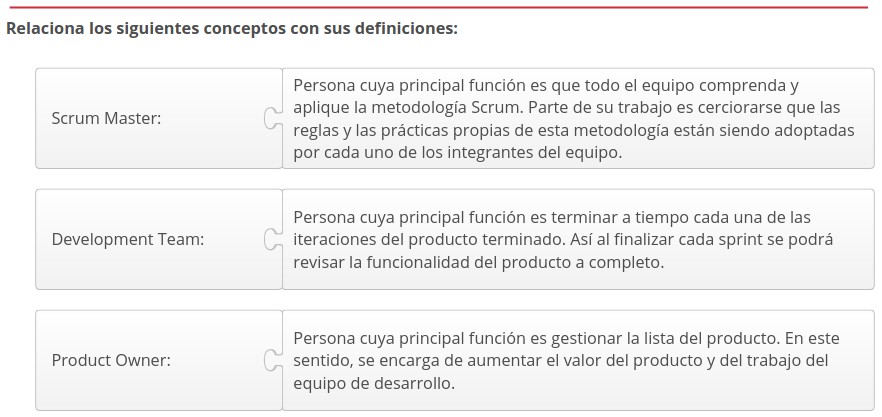 Relaciona los siguientes conceptos con sus definiciones:
Scrum Master:
Persona cuya principal función es que todo el equipo comprenda y
aplique la metodología Scrum. Parte de su trabajo es cerciorarse que las
reglas y las prácticas propias de esta metodología están siendo adoptadas
por cada uno de los integrantes del equipo.
Development Team:
Persona cuya principal función es terminar a tiempo cada una de las
iteraciones del producto terminado. Así al finalizar cada sprint se podrá
revisar la funcionalidad del producto a completo.
Product Owner:
Persona cuya principal función es gestionar la lista del producto. En este
sentido, se encarga de aumentar el valor del producto y del trabajo del
equipo de desarrollo.